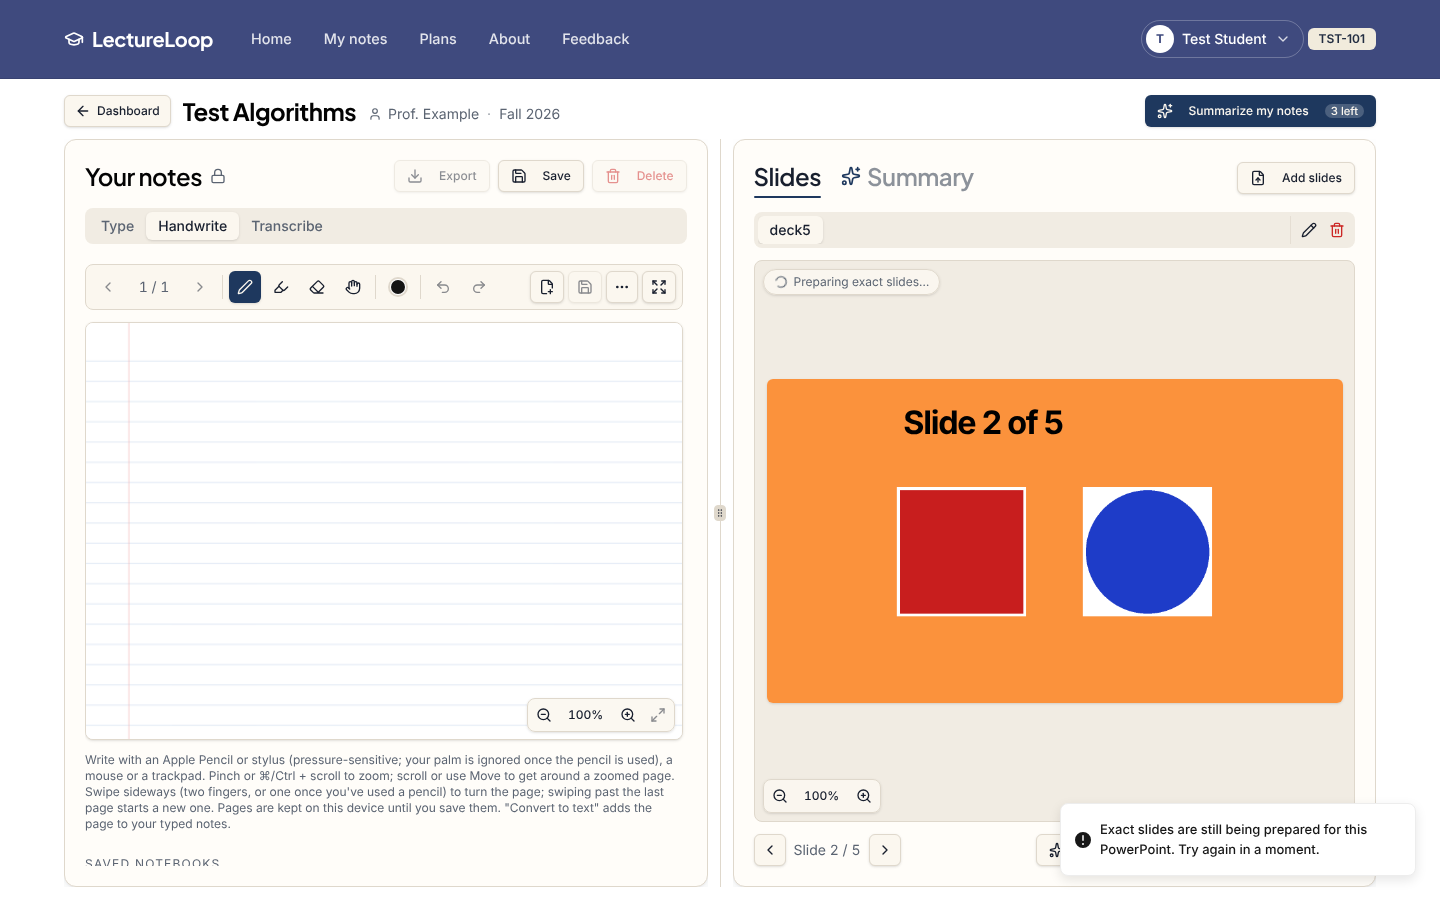 LectureLoop
Home
My notes
Plans
About
Feedback
T
Test Student
TST-101
Dashboard
Test Algorithms
Prof. Example · Fall 2026
Summarize my notes
3 left
Your notes
Export
Save
Delete
Type
Handwrite
Transcribe
1 / 1
100%
Write with an Apple Pencil or stylus (pressure-sensitive; your palm is ignored once the pencil is used), a
mouse or a trackpad. Pinch or ⌘/Ctrl + scroll to zoom; scroll or use Move to get around a zoomed page.
Swipe sideways (two fingers, or one once you've used a pencil) to turn the page; swiping past the last
page starts a new one. Pages are kept on this device until you save them. "Convert to text" adds the
page to your typed notes.
SAVED NOTEBOOKS
Slides
Summary
Add slides
deck5
Preparing exact slides...
Slide 2 of 5
100%
Slide 2 / 5
Exact slides are still being prepared for this
PowerPoint. Try again in a moment.